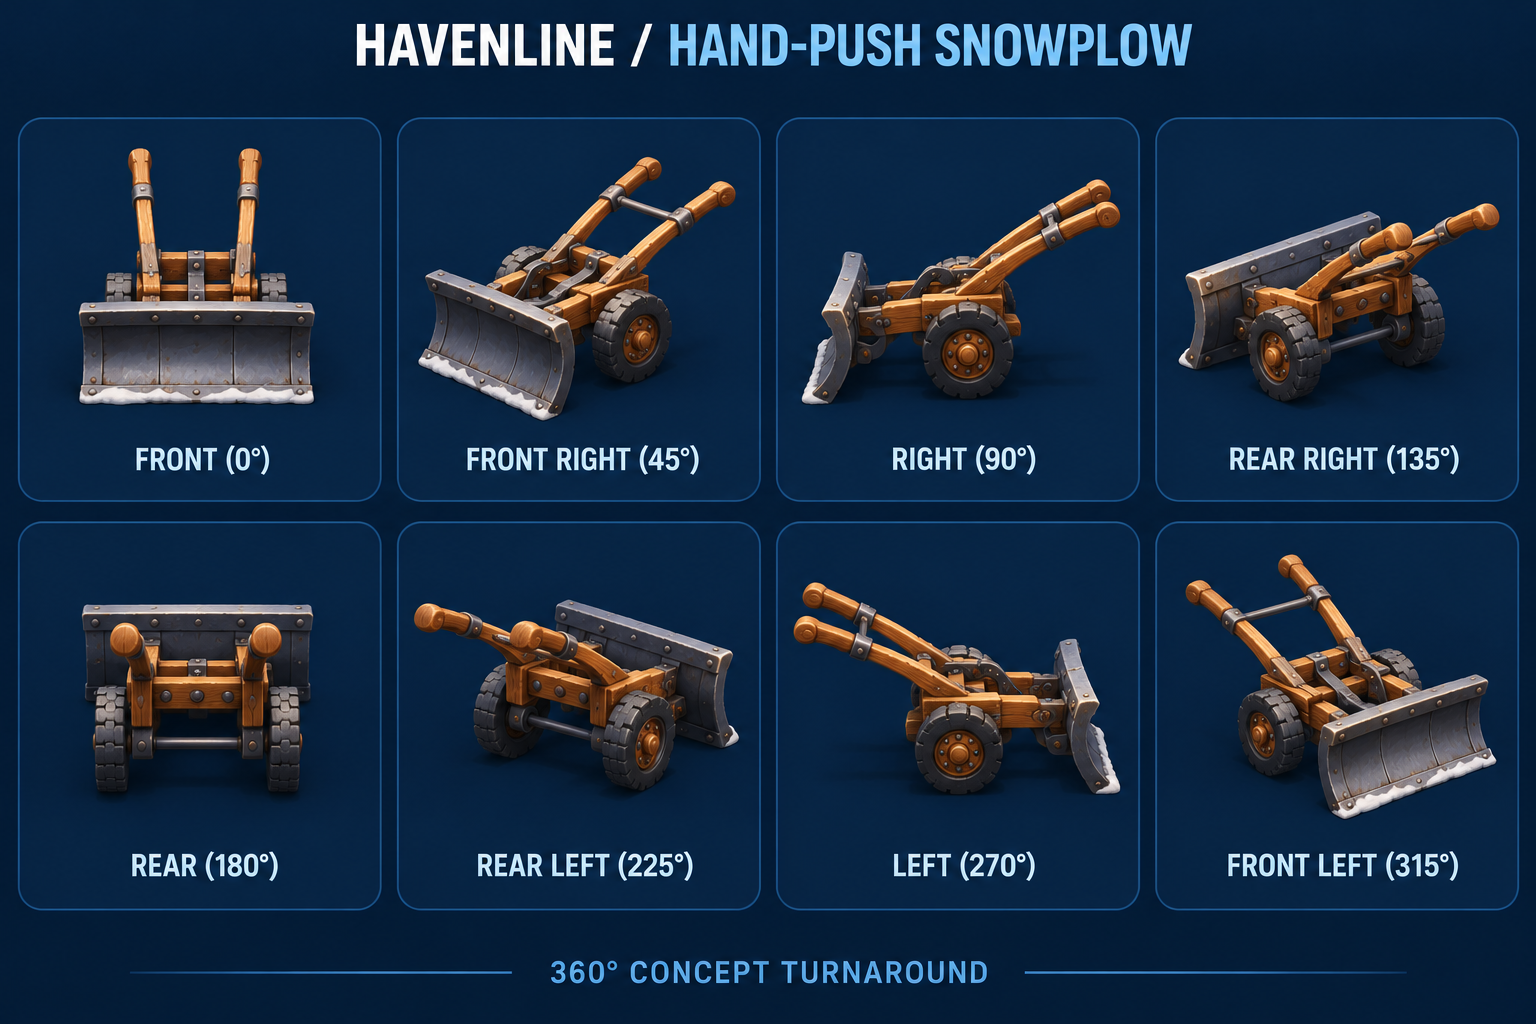 HAVENLINE / HAND-PUSH SNOWPLOW
FRONT (0°)
FRONT RIGHT (45°)
RIGHT (90°)
REAR RIGHT (135°)
REAR (180°)
REAR LEFT (225°)
LEFT (270°)
FRONT LEFT (315°)
360° CONCEPT TURNAROUND